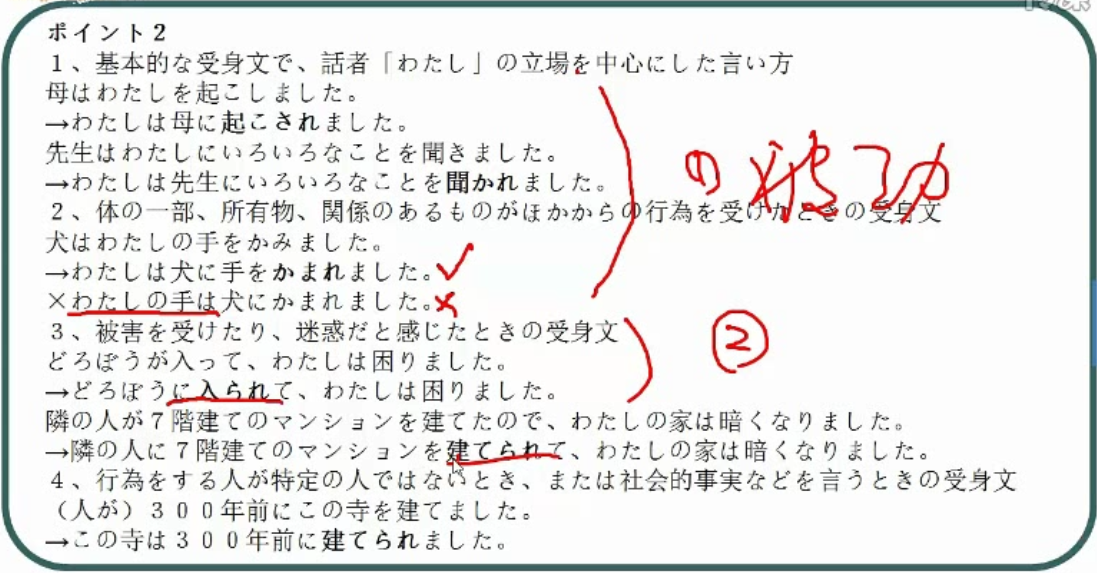 ポイント２
１、基本的な受身文で、話者「わたし」の立場を中心にした言い方
母はわたしを起こしました。
→わたしは母に起こされました。
先生はわたしにいろいろなことを聞きました。
→わたしは先生にいろいろなことを聞かれました。
２、体の一部、所有物、関係のあるものがほかからの行為を受けたときの受身文
犬はわたしの手をかみました。
→わたしは犬に手をかまれました。
×わたしの手は犬にかまれました。
３、被害を受けたり、迷惑だと感じたときの受身文
②
どろぼうが入って、わたしは困りました。
→どろぼうに入られて、わたしは困りました。
隣の人が７階建てのマンションを建てたので、わたしの家は暗くなりました。
→隣の人に７階建てのマンションを建てられて、わたしの家は暗くなりました。
４、行為をする人が特定の人ではないとき、または社会的事実などを言うときの受身文
（人が）３００年前にこの寺を建てました。
→この寺は３００年前に建てられました。